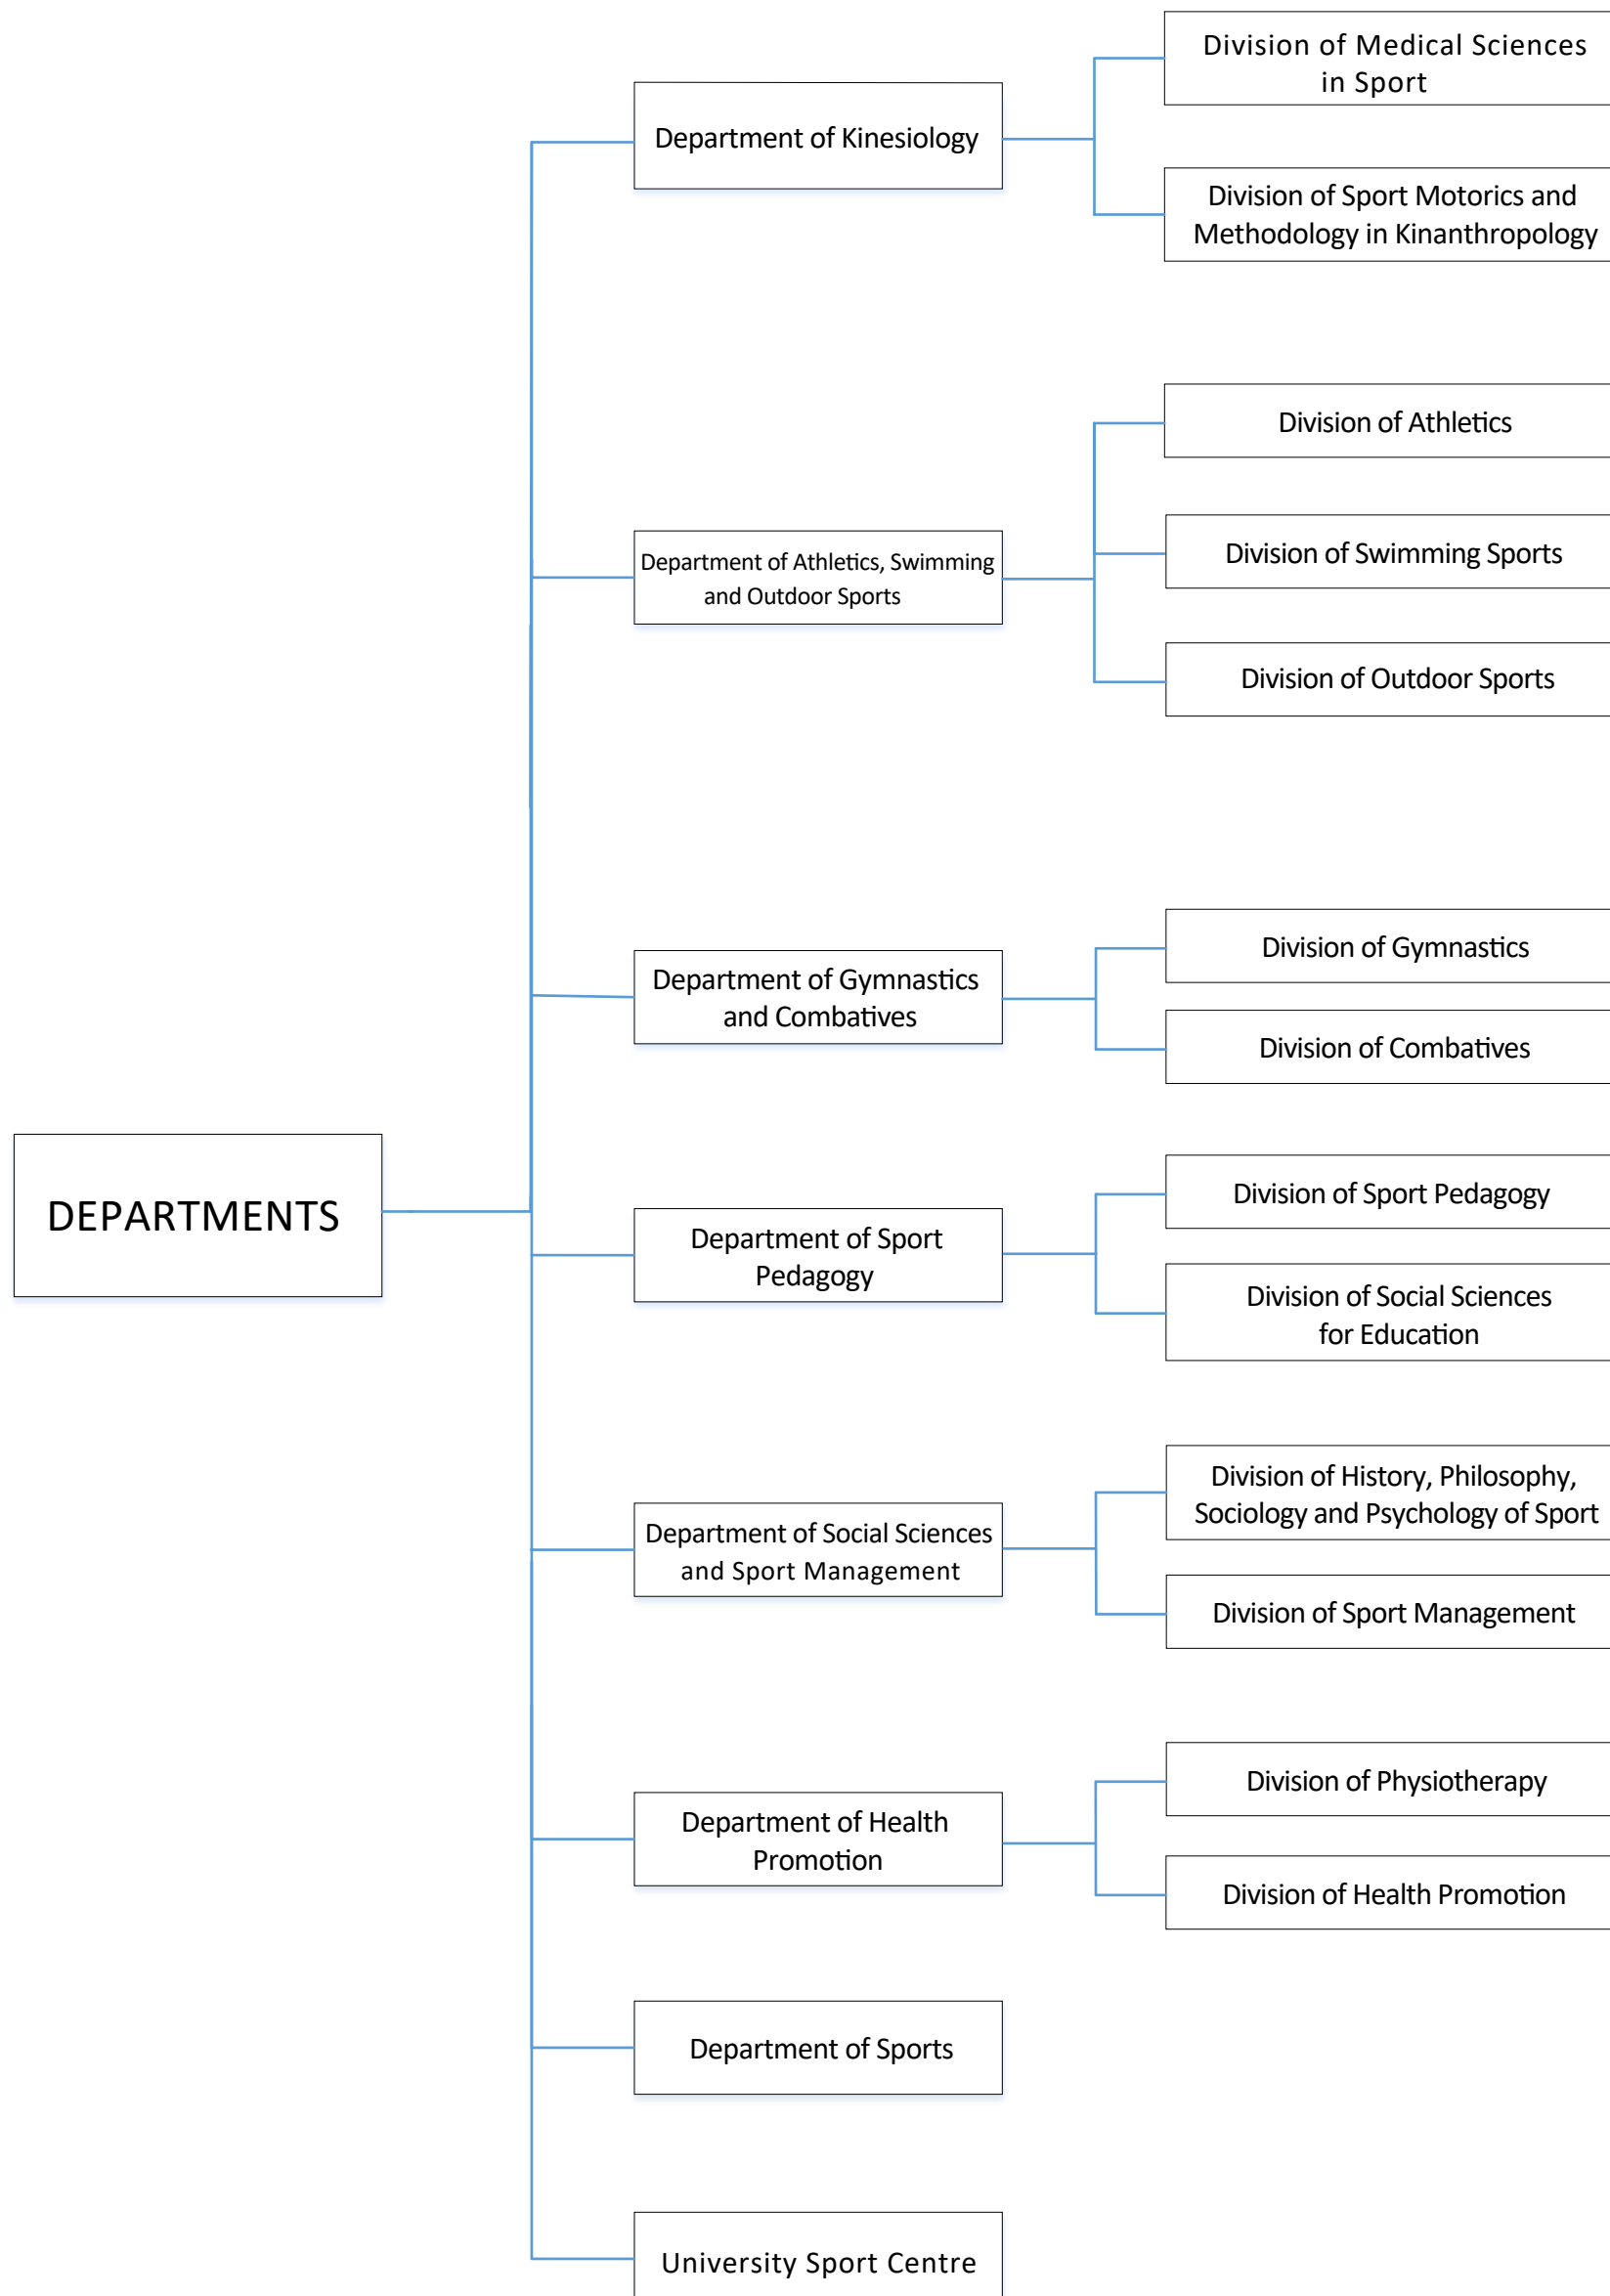 Division of Medical Sciences
in Sport
Department of Kinesiology
Division of Sport Motorics and
Methodology in Kinanthropology
Division of Athletics
Department of Athletics, Swimming
and Outdoor Sports
Division of Swimming Sports
Division of Outdoor Sports
Division of Gymnastics
Department of Gymnastics
and Combatives
Division of Combatives
DEPARTMENTS
Division of Sport Pedagogy
Department of Sport
Pedagogy
Division of Social Sciences
for Education
Division of History, Philosophy,
Sociology and Psychology of Sport
Department of Social Sciences
and Sport Management
Division of Sport Management
Division of Physiotherapy
Department of Health
Promotion
Division of Health Promotion
Department of Sports
University Sport Centre